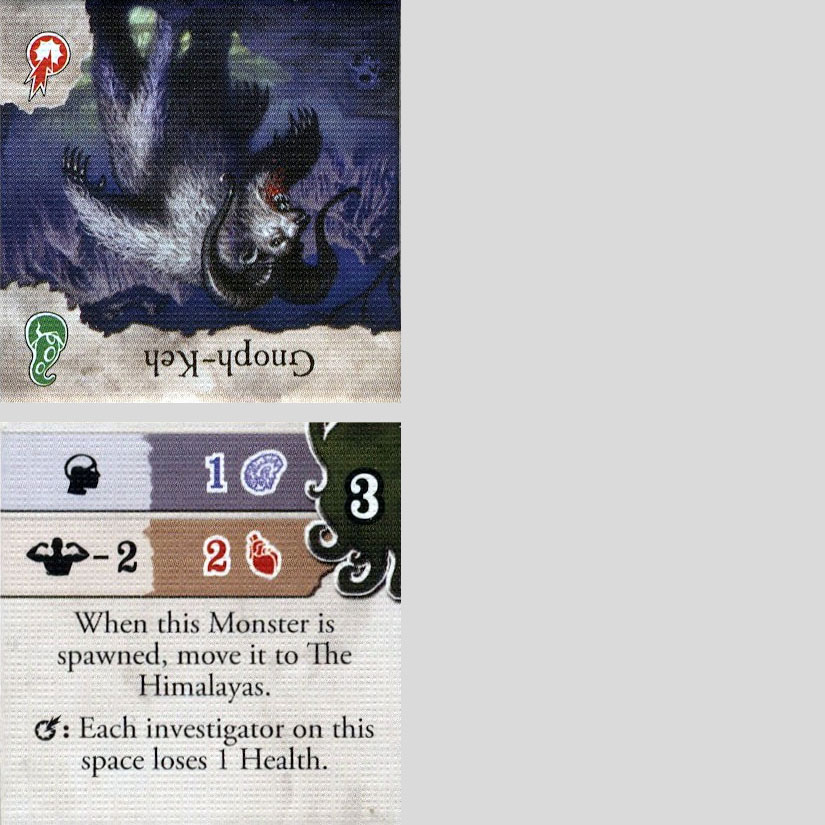 Gnoph-Keh
1
3
-2 2
When this Monster is
spawned, move it to The
Himalayas.
: Each investigator on this
space loses 1 Health.